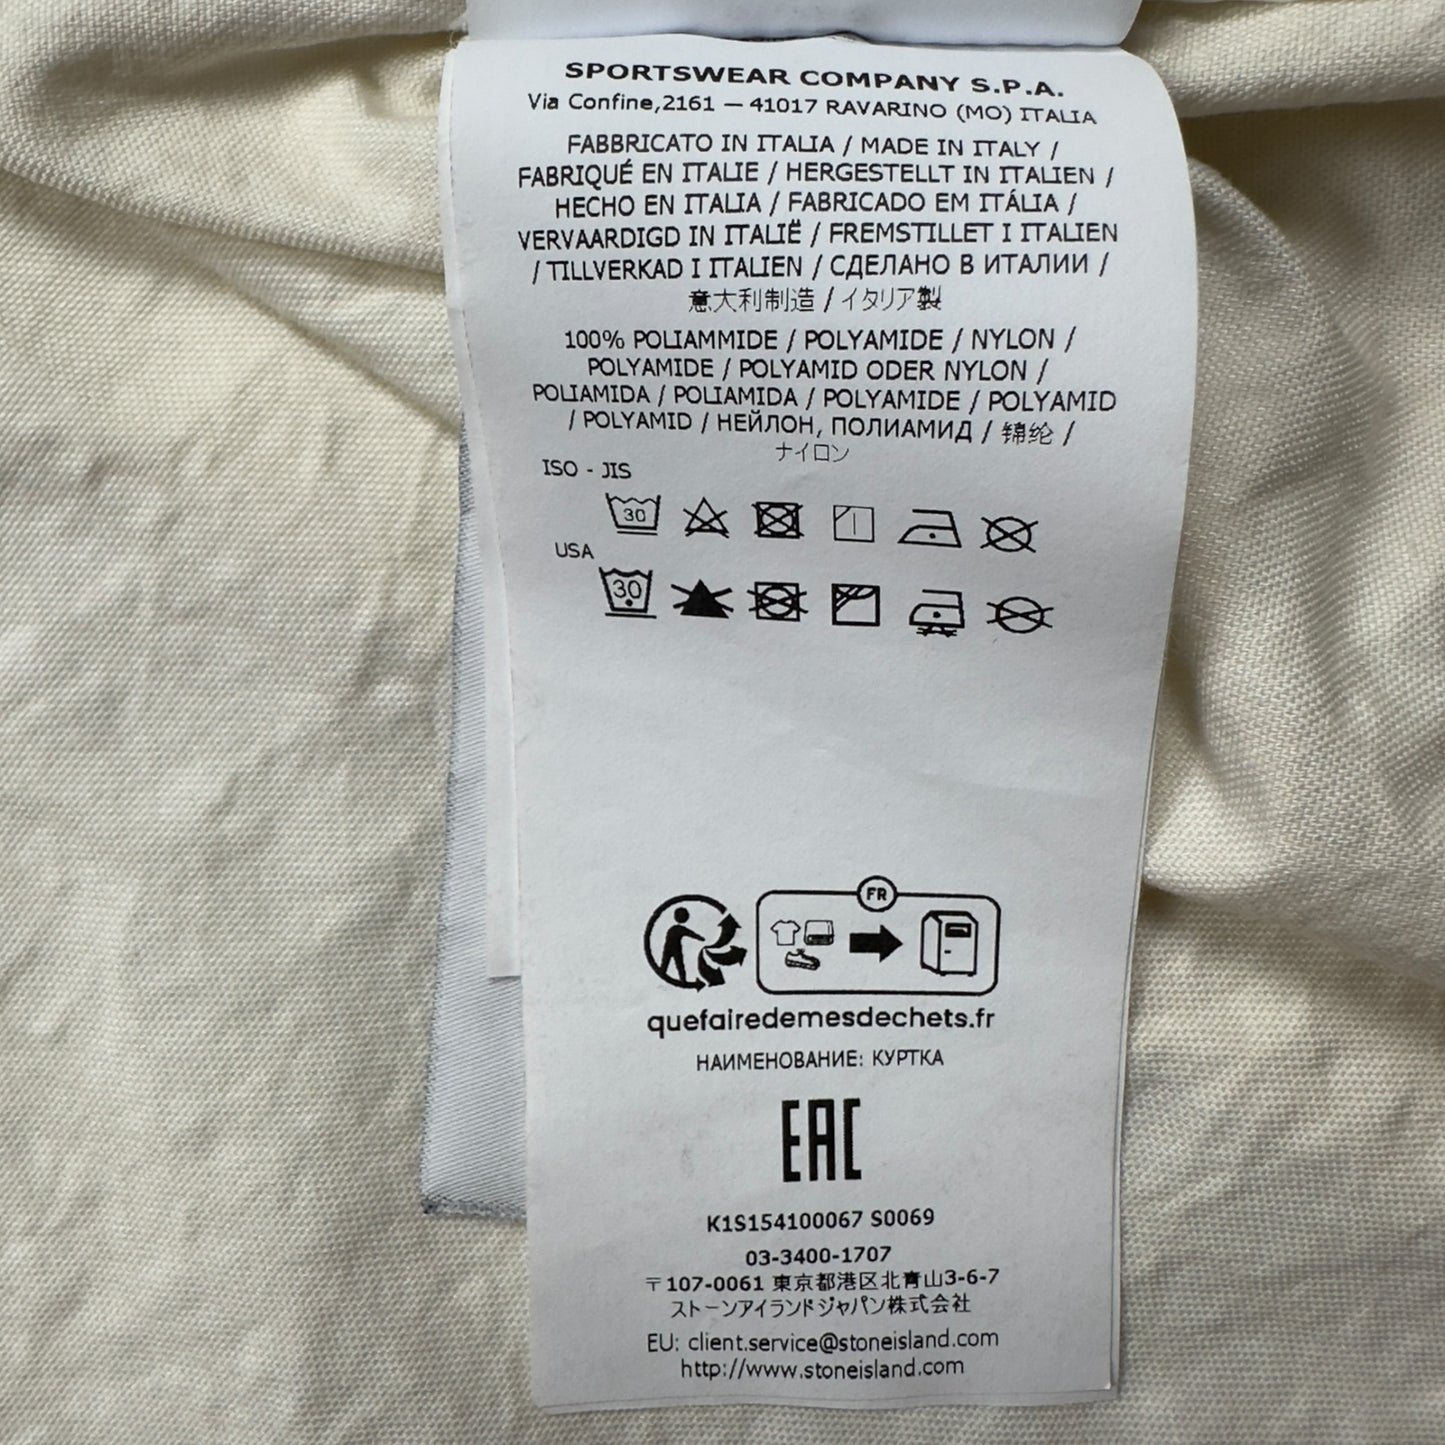 SPORTSWEAR COMPANY S.P.A.
Via Confine,2161 — 41017 RAVARINO (MO) ITALIA
FABBRICATO IN ITALIA / MADE IN ITALY /
FABRIQUÉ EN ITALIE / HERGESTELLT IN ITALIEN /
HECHO EN ITALIA / FABRICADO EM ITÁLIA /
VERVAARDIGD IN ITALIË / FREMSTILLET I ITALIEN
/ TILLVERKAD I ITALIEN / СДЕЛАНО В ИТАЛИИ /
意大利制造 / イタリア製
100% POLIAMMIDE / POLYAMIDE / NYLON /
POLYAMIDE / POLYAMID ODER NYLON /
POLIAMIDA / POLIAMIDA / POLYAMIDE / POLYAMID
/ POLYAMID / НЕЙЛОН, ПОЛИАМИД / 锦纶 /
ナイロン
ISO - JIS
30
USA
30
FR
quefairedemesdechets.fr
НАИМЕНОВАНИЕ: КУРТКА
EAC
K1S154100067 S0069
03-3400-1707
〒107-0061 東京都港区北青山3-6-7
ストーンアイランドジャパン株式会社
EU: client.service@stoneisland.com
http://www.stoneisland.com